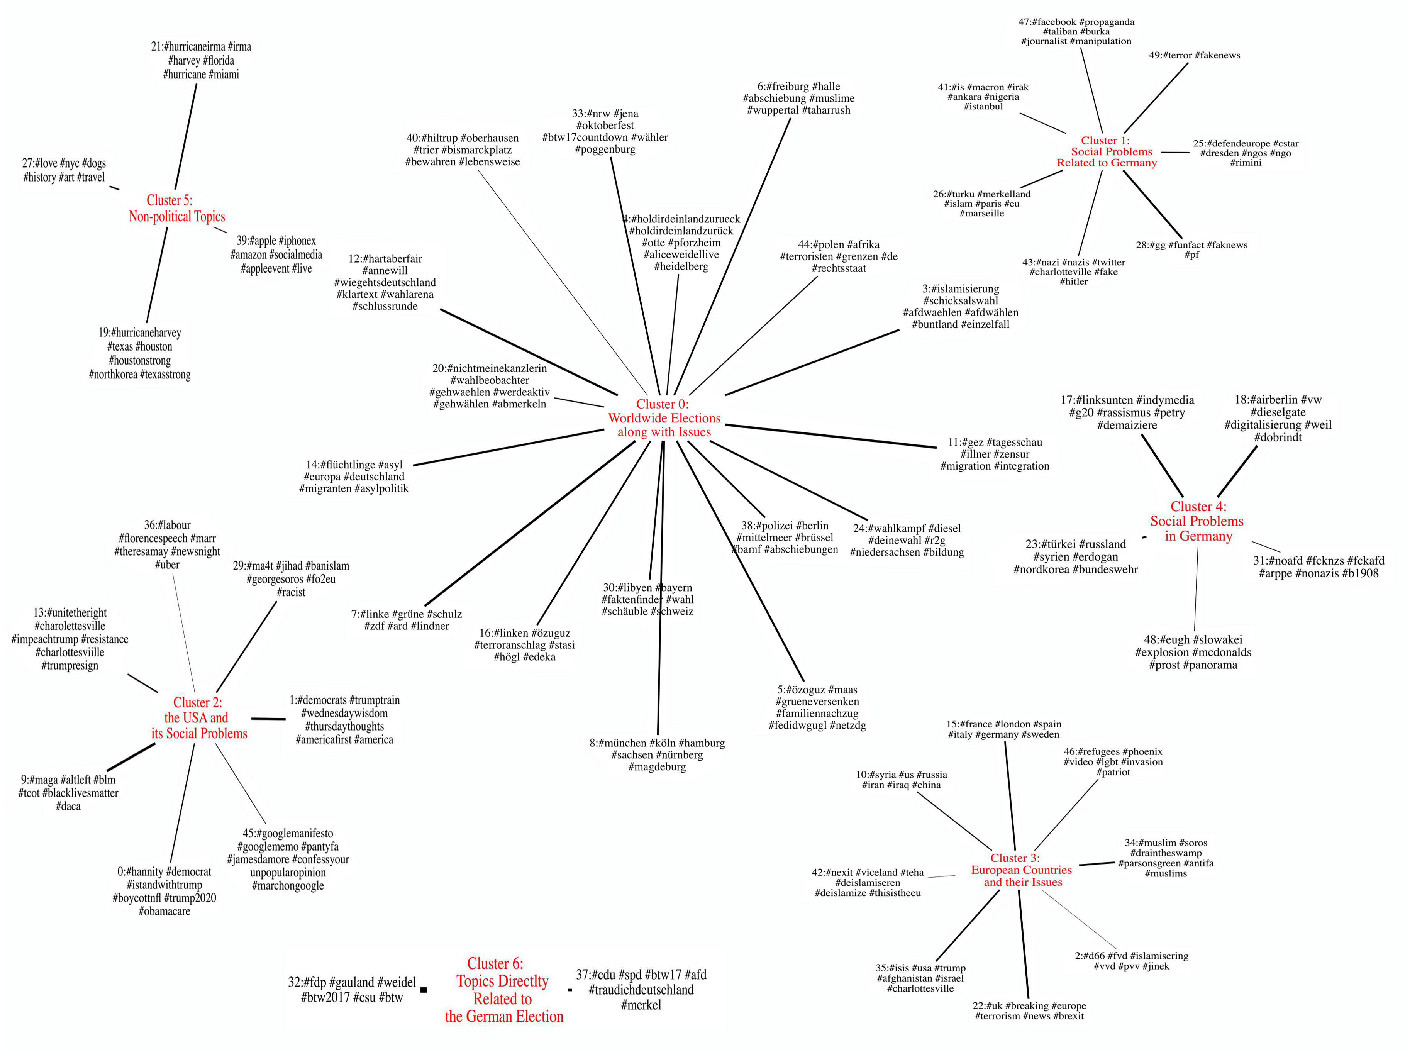 21:#hurricaneirma #irma
#harvey #florida
#hurricane #miami
27:#love #nyc #dogs
#history #art #travel
Cluster 5:
Non-political Topics
39:#apple #iphonex
#amazon #socialmedia
#appleevent #live
19:#hurricaneharvey
#texas #houston
#houstonstrong
#northkorea #texasstrong
40:#hiltrup #oberhausen
#trier #bismarckplatz
#bewahren #lebensweise
33:#nrw #jena
#oktoberfest
#btw17countdown #wähler
#poggenburg
6:#freiburg #halle
#abschiebung #muslime
#wuppertal #taharrush
4:#holdirdeinlandzurueck
#holdirdeinlandzurück
#otte #pforzheim
#aliceweidellive
#heidelberg
44:#polen #afrika
#terroristen #grenzen #de
#rechtsstaat
12:#hartaberfair
#annewill
#wiegehtsdeutschland
#klartext #wahlarena
#schlussrunde
3:#islamisierung
#schicksalswahl
#afdwaehlen #afdwählen
#buntland #einzelfall
20:#nichtmeinekanzlerin
#wahlbeobachter
#gehwaehlen #werdeaktiv
#gehwählen #abmerkeln
Cluster 0:
Worldwide Elections
along with Issues
11:#gez #tagesschau
#illner #zensur
#migration #integration
14:#flüchtlinge #asyl
#europa #deutschland
#migranten #asylpolitik
38:#polizei #berlin
#mittelmeer #brüssel
#bamf #abschiebungen
24:#wahlkampf #diesel
#deinewahl #r2g
#niedersachsen #bildung
7:#linke #grüne #schulz
#zdf #ard #lindner
30:#libyen #bayern
#faktenfinder #wahl
#schäuble #schweiz
16:#linken #özuguz
#terroranschlag #stasi
#högl #edeka
5:#özoguz #maas
#grueneversenken
#familiennachzug
#fedidwgugl #netzdg
8:#münchen #köln #hamburg
#sachsen #nürnberg
#magdeburg
47:#facebook #propaganda
#taliban #burka
#journalist #manipulation
49:#terror #fakenews
41:#is #macron #irak
#ankara #nigeria
#istanbul
Cluster 1:
Social Problems
Related to Germany
25:#defendeurope #cstar
#dresden #ngos #ngo
#rimini
26:#turku #merkelland
#islam #paris #eu
#marseille
43:#nazi #nazis #twitter
#charlotteville #fake
#hitler
28:#gg #funfact #faknews
#pf
17:#linksunten #indymedia
#g20 #rassismus #petry
#demaiziere
18:#airberlin #vw
#dieselgate
#digitalisierung #weil
#dobrindt
Cluster 4:
Social Problems
in Germany
23:#türkei #russland
#syrien #erdogan
#nordkorea #bundeswehr
31:#noafd #fcknzs #fckafd
#arppe #nonazis #b1908
48:#eugh #slowakei
#explosion #mcdonalds
#prost #panorama
36:#labour
#florencespeech #marr
#theresamay #newsnight
#uber
29:#ma4t #jihad #banislam
#georgesoros #fo2eu
#racist
13:#unitetheright
#charolettesville
#impeachtrump #resistance
#charlottesviille
#trumpresign
Cluster 2:
the USA and
its Social Problems
1:#democrats #trumptrain
#wednesdaywisdom
#thursdaythoughts
#americafirst #america
9:#maga #altleft #blm
#tcot #blacklivesmatter
#daca
45:#googlemanifesto
#googlememo #pantyfa
#jamesdamore #confessyour
unpopularopinion
#marchongoogle
0:#hannity #democrat
#istandwithtrump
#boycottnfl #trump2020
#obamacare
15:#france #london #spain
#italy #germany #sweden
46:#refugees #phoenix
#video #lgbt #invasion
#patriot
10:#syria #us #russia
#iran #iraq #china
34:#muslim #soros
#draintheswamp
#parsonsgreen #antifa
#muslims
Cluster 3:
European Countries
and their Issues
42:#nexit #viceland #teha
#deislamiseren
#deislamize #thisistheeu
35:#isis #usa #trump
#afghanistan #israel
#charlottesville
2:#d66 #fvd #islamisering
#vvd #pvv #jinek
22:#uk #breaking #europe
#terrorism #news #brexit
32:#fdp #gauland #weidel
#btw2017 #csu #btw
Cluster 6:
Topics Directlty
Related to
the German Election
37:#cdu #spd #btw17 #afd
#traudichdeutschland
#merkel